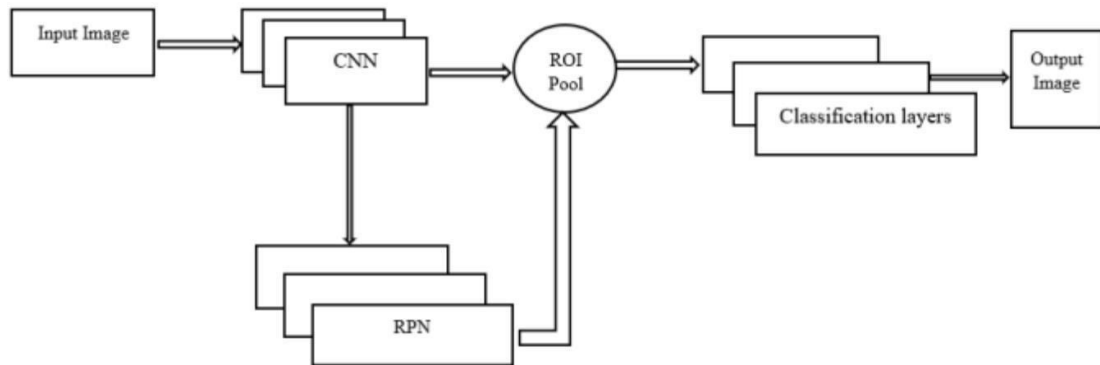 Input Image
CNN
ROI
Pool
Classification layers
Output
Image
RPN